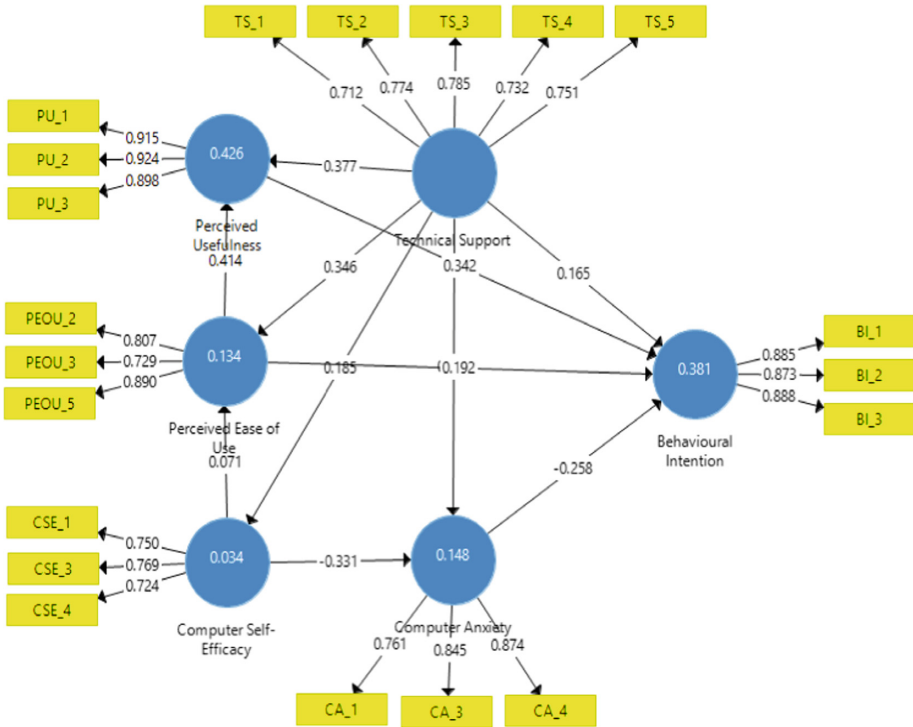 TS_1
TS_2
TS_3
TS_4
TS_5
0.712
0.774
0.785
0.732
0.751
PU_1
PU_2
PU_3
0.915
0.924
0.898
0.426
0.377
Perceived
Usefulness
Technical Support
0.414
0.346
0.342
0.165
PEOU_2
PEOU_3
PEOU_5
0.807
0.729
0.890
0.134
0.185
0.192
0.381
0.885
0.873
0.888
BI_1
BI_2
BI_3
Perceived Ease of
Use
Behavioural
Intention
0.071
-0.258
CSE_1
CSE_3
CSE_4
0.750
0.769
0.724
0.034
-0.331
0.148
Computer Self-
Efficacy
Computer Anxiety
0.761
0.845
0.874
CA_1
CA_3
CA_4